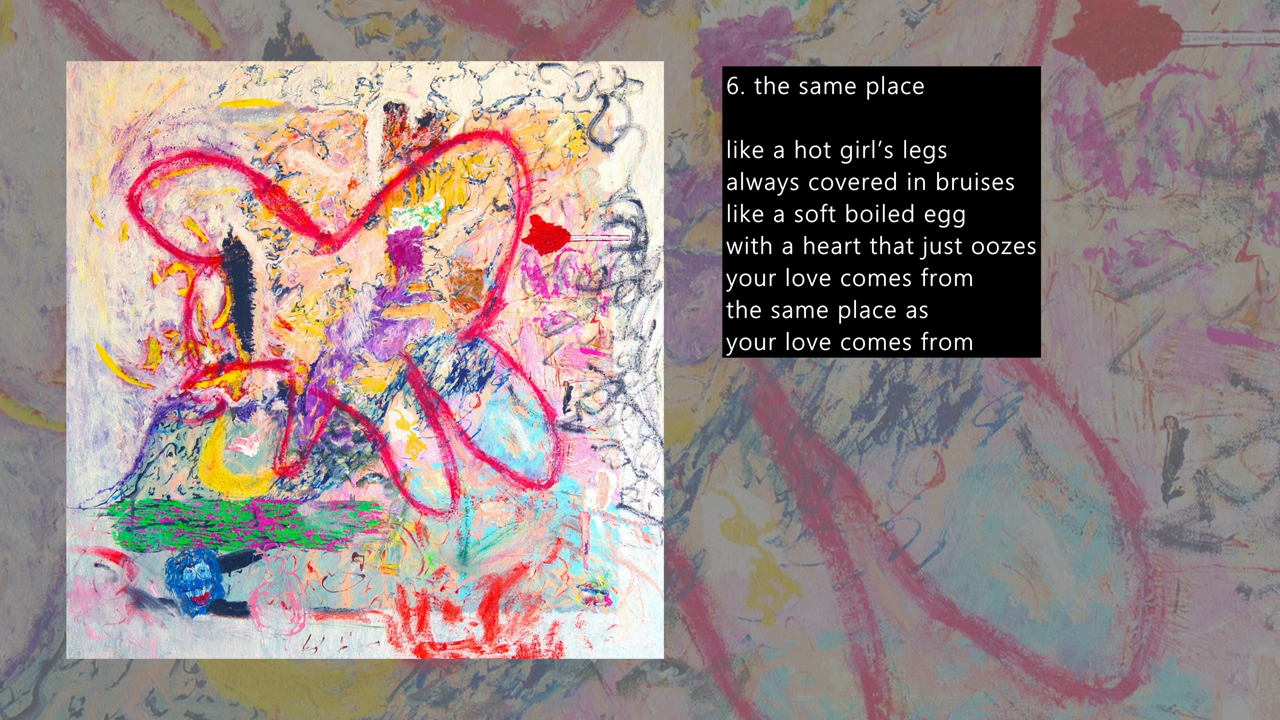 6. the same place
like a hot girl’s legs
always covered in bruises
like a soft boiled egg
with a heart that just oozes
your love comes from
the same place as
your love comes from